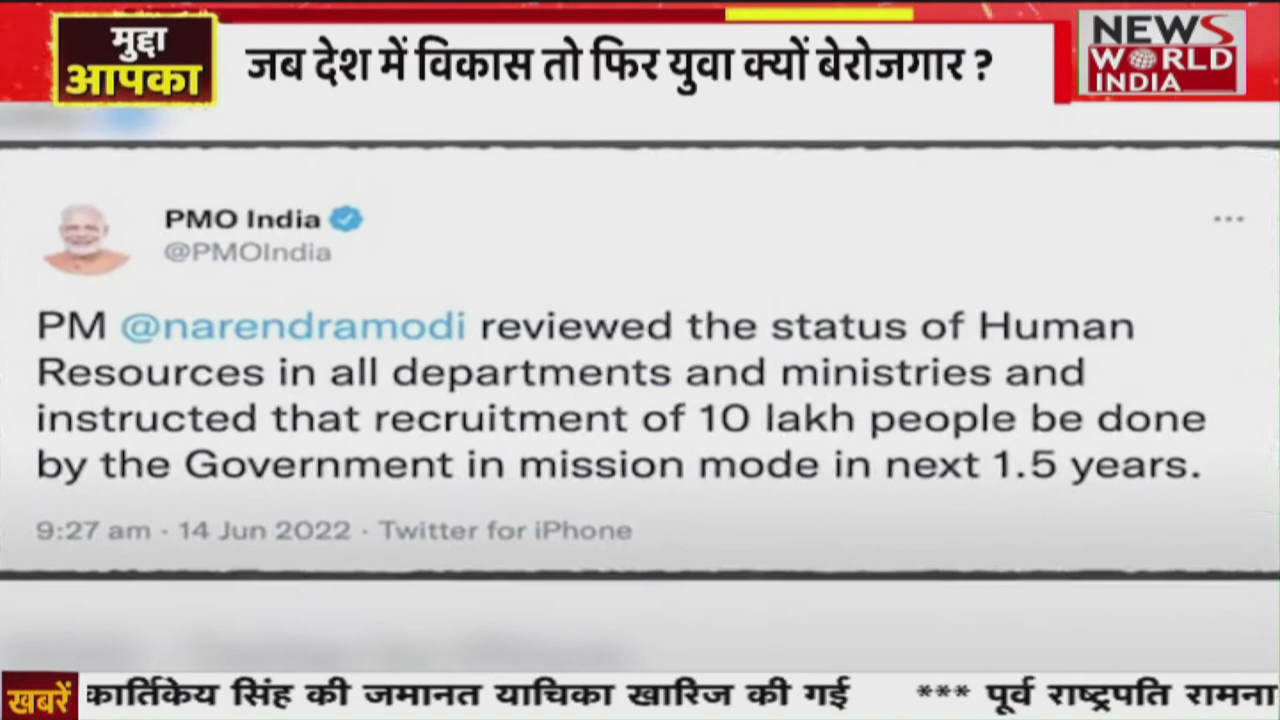 मुद्दा
आपका
जब देश में विकास तो फिर युवा क्यों बेरोजगार ?
NEWS
WORLD
INDIA
PMO India
@PMOIndia
PM @narendramodi reviewed the status of Human
Resources in all departments and ministries and
instructed that recruitment of 10 lakh people be done
by the Government in mission mode in next 1.5 years.
9:27 am · 14 Jun 2022 · Twitter for iPhone
खबरें
कार्तिकेय सिंह की जमानत याचिका खारिज की गई *** पूर्व राष्ट्रपति रामना